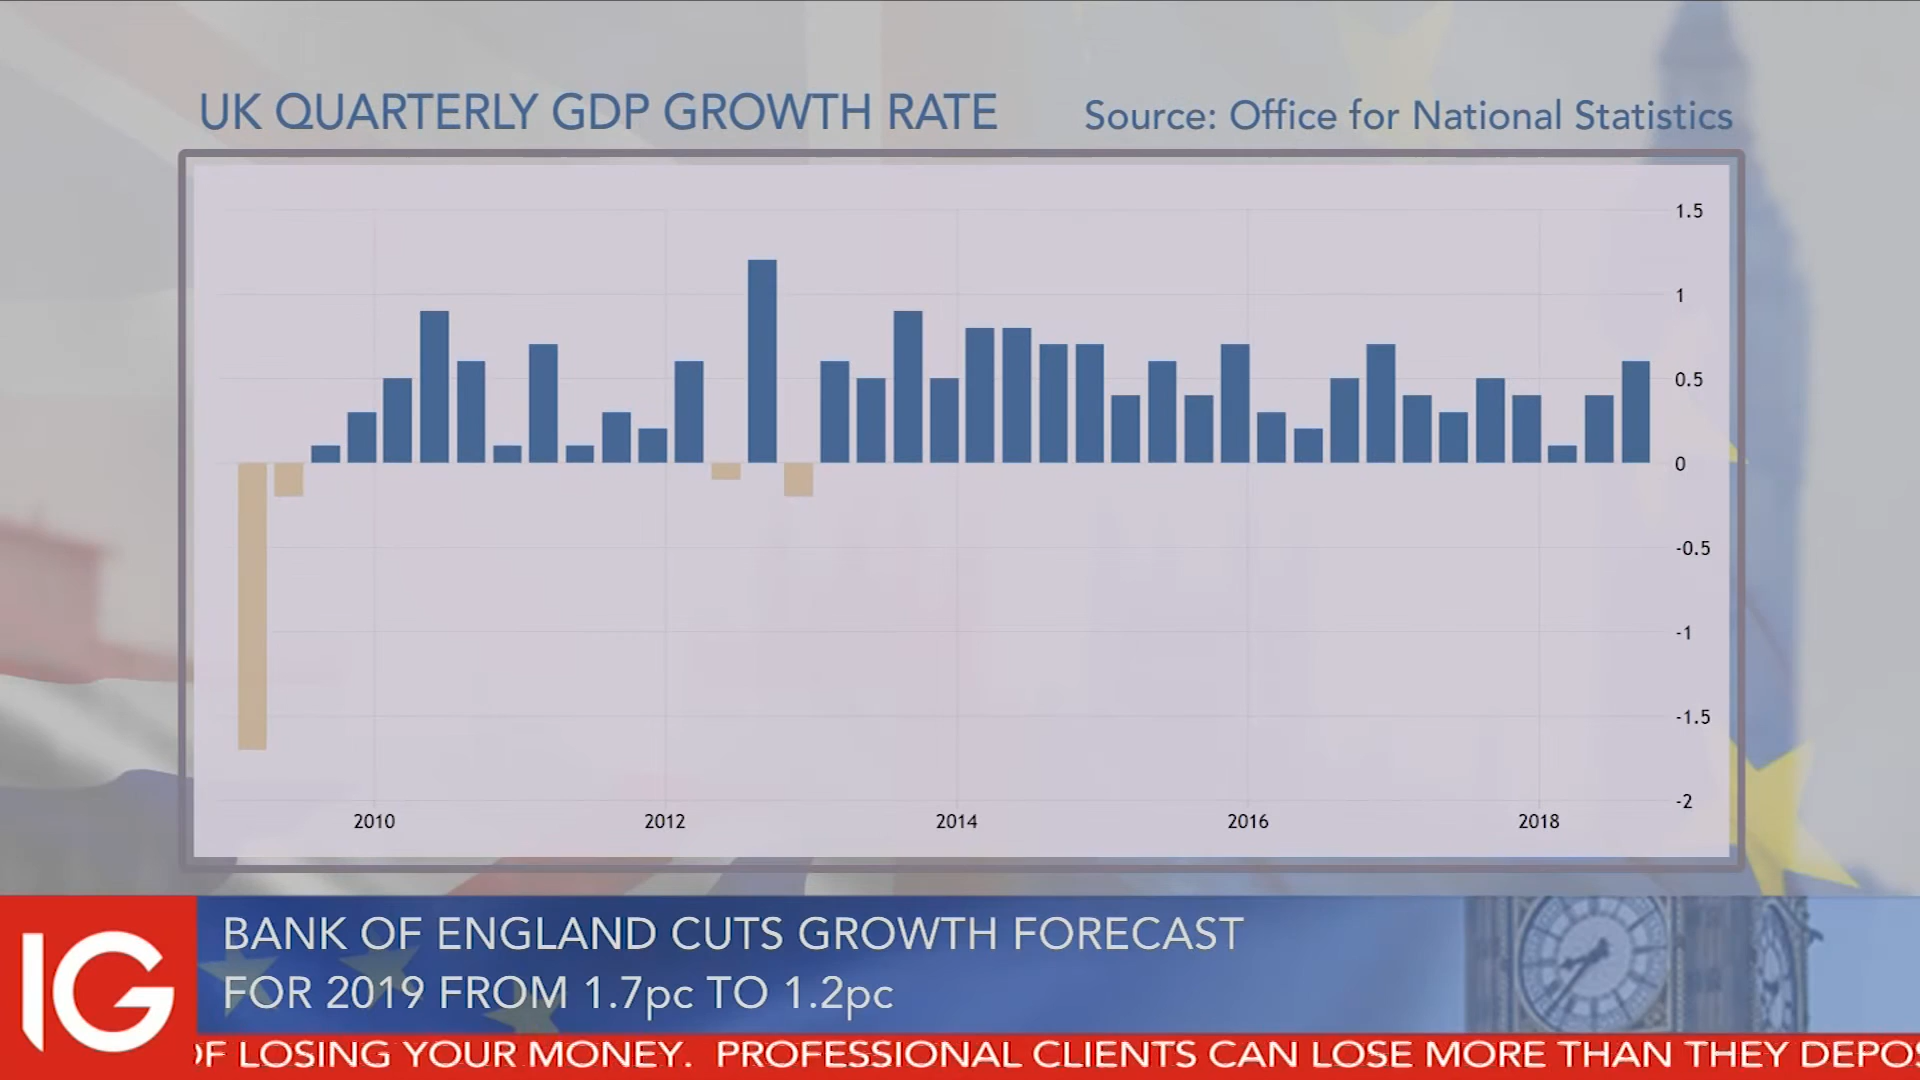 UK QUARTERLY GDP GROWTH RATE
Source: Office for National Statistics
1.5
1
0.5
0
-0.5
-1
-1.5
-2
2010
2012
2014
2016
2018
BANK OF ENGLAND CUTS GROWTH FORECAST
FOR 2019 FROM 1.7pc TO 1.2pc
IG
OF LOSING YOUR MONEY. PROFESSIONAL CLIENTS CAN LOSE MORE THAN THEY